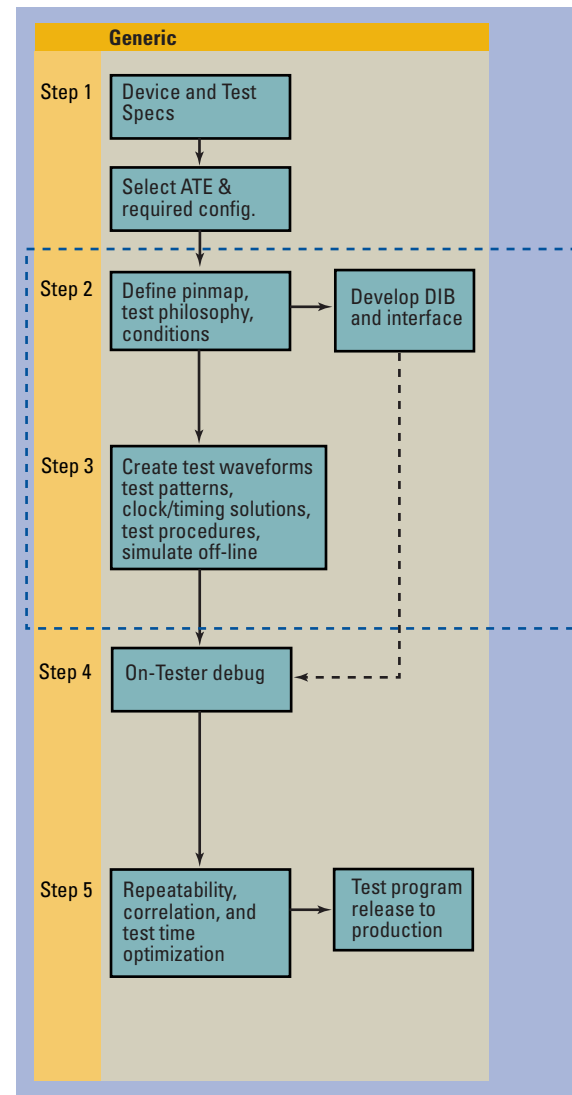 Generic
Step 1
Device and Test
Specs
Select ATE &
required config.
Step 2
Define pinmap,
test philosophy,
conditions
Develop DIB
and interface
Step 3
Create test waveforms
test patterns,
clock/timing solutions,
test procedures,
simulate off-line
Step 4
On-Tester debug
Step 5
Repeatability,
correlation, and
test time
optimization
Test program
release to
production